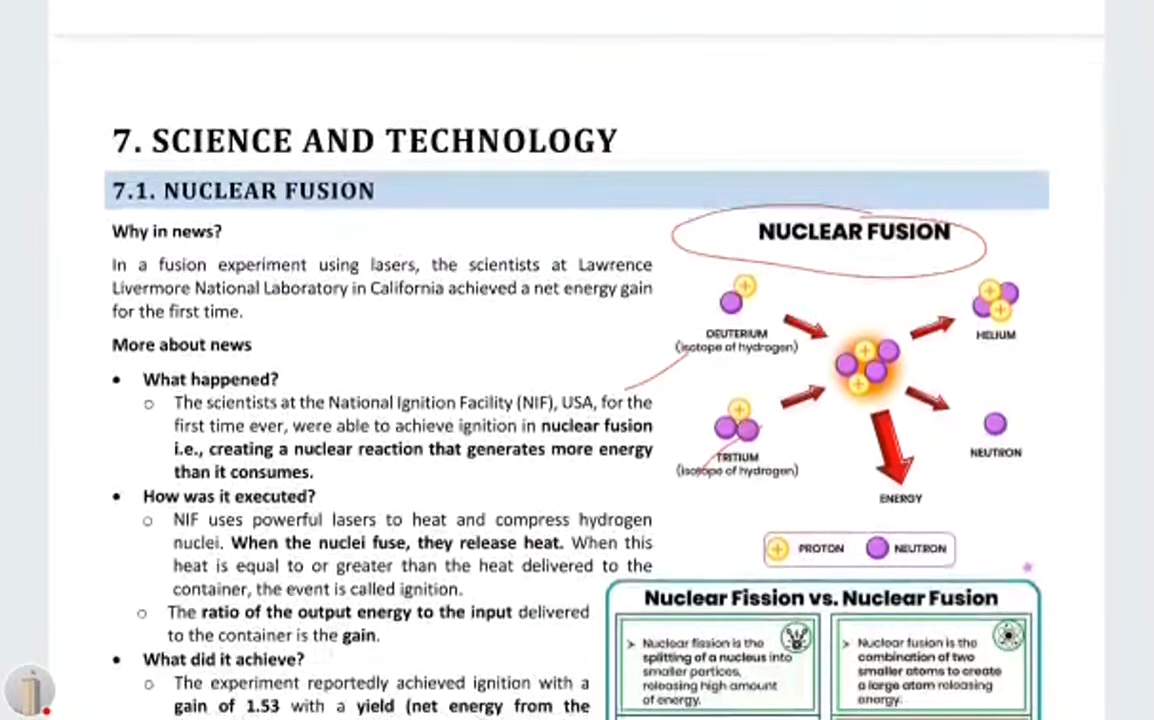 7. SCIENCE AND TECHNOLOGY
7.1. NUCLEAR FUSION
Why in news?
In a fusion experiment using lasers, the scientists at Lawrence
Livermore National Laboratory in California achieved a net energy gain
for the first time.
More about news
• What happened?
o The scientists at the National Ignition Facility (NIF), USA, for the
first time ever, were able to achieve ignition in nuclear fusion
i.e., creating a nuclear reaction that generates more energy
than it consumes.
• How was it executed?
o NIF uses powerful lasers to heat and compress hydrogen
nuclei. When the nuclei fuse, they release heat. When this
heat is equal to or greater than the heat delivered to the
container, the event is called ignition.
o The ratio of the output energy to the input delivered
to the container is the gain.
• What did it achieve?
o The experiment reportedly achieved ignition with a
gain of 1.53 with a yield (net energy from the
NUCLEAR FUSION
DEUTERIUM
(isotope of hydrogen)
HELIUM
TRITIUM
(isotope of hydrogen)
NEUTRON
ENERGY
PROTON NEUTRON
Nuclear Fission vs. Nuclear Fusion
➢ Nuclear fission is the
splitting of a nucleus into
smaller portices,
releasing high amount
of energy.
➢ Nuclear fusion is the
combination of two
smaller atoms to create
a large atom releasing
energy.